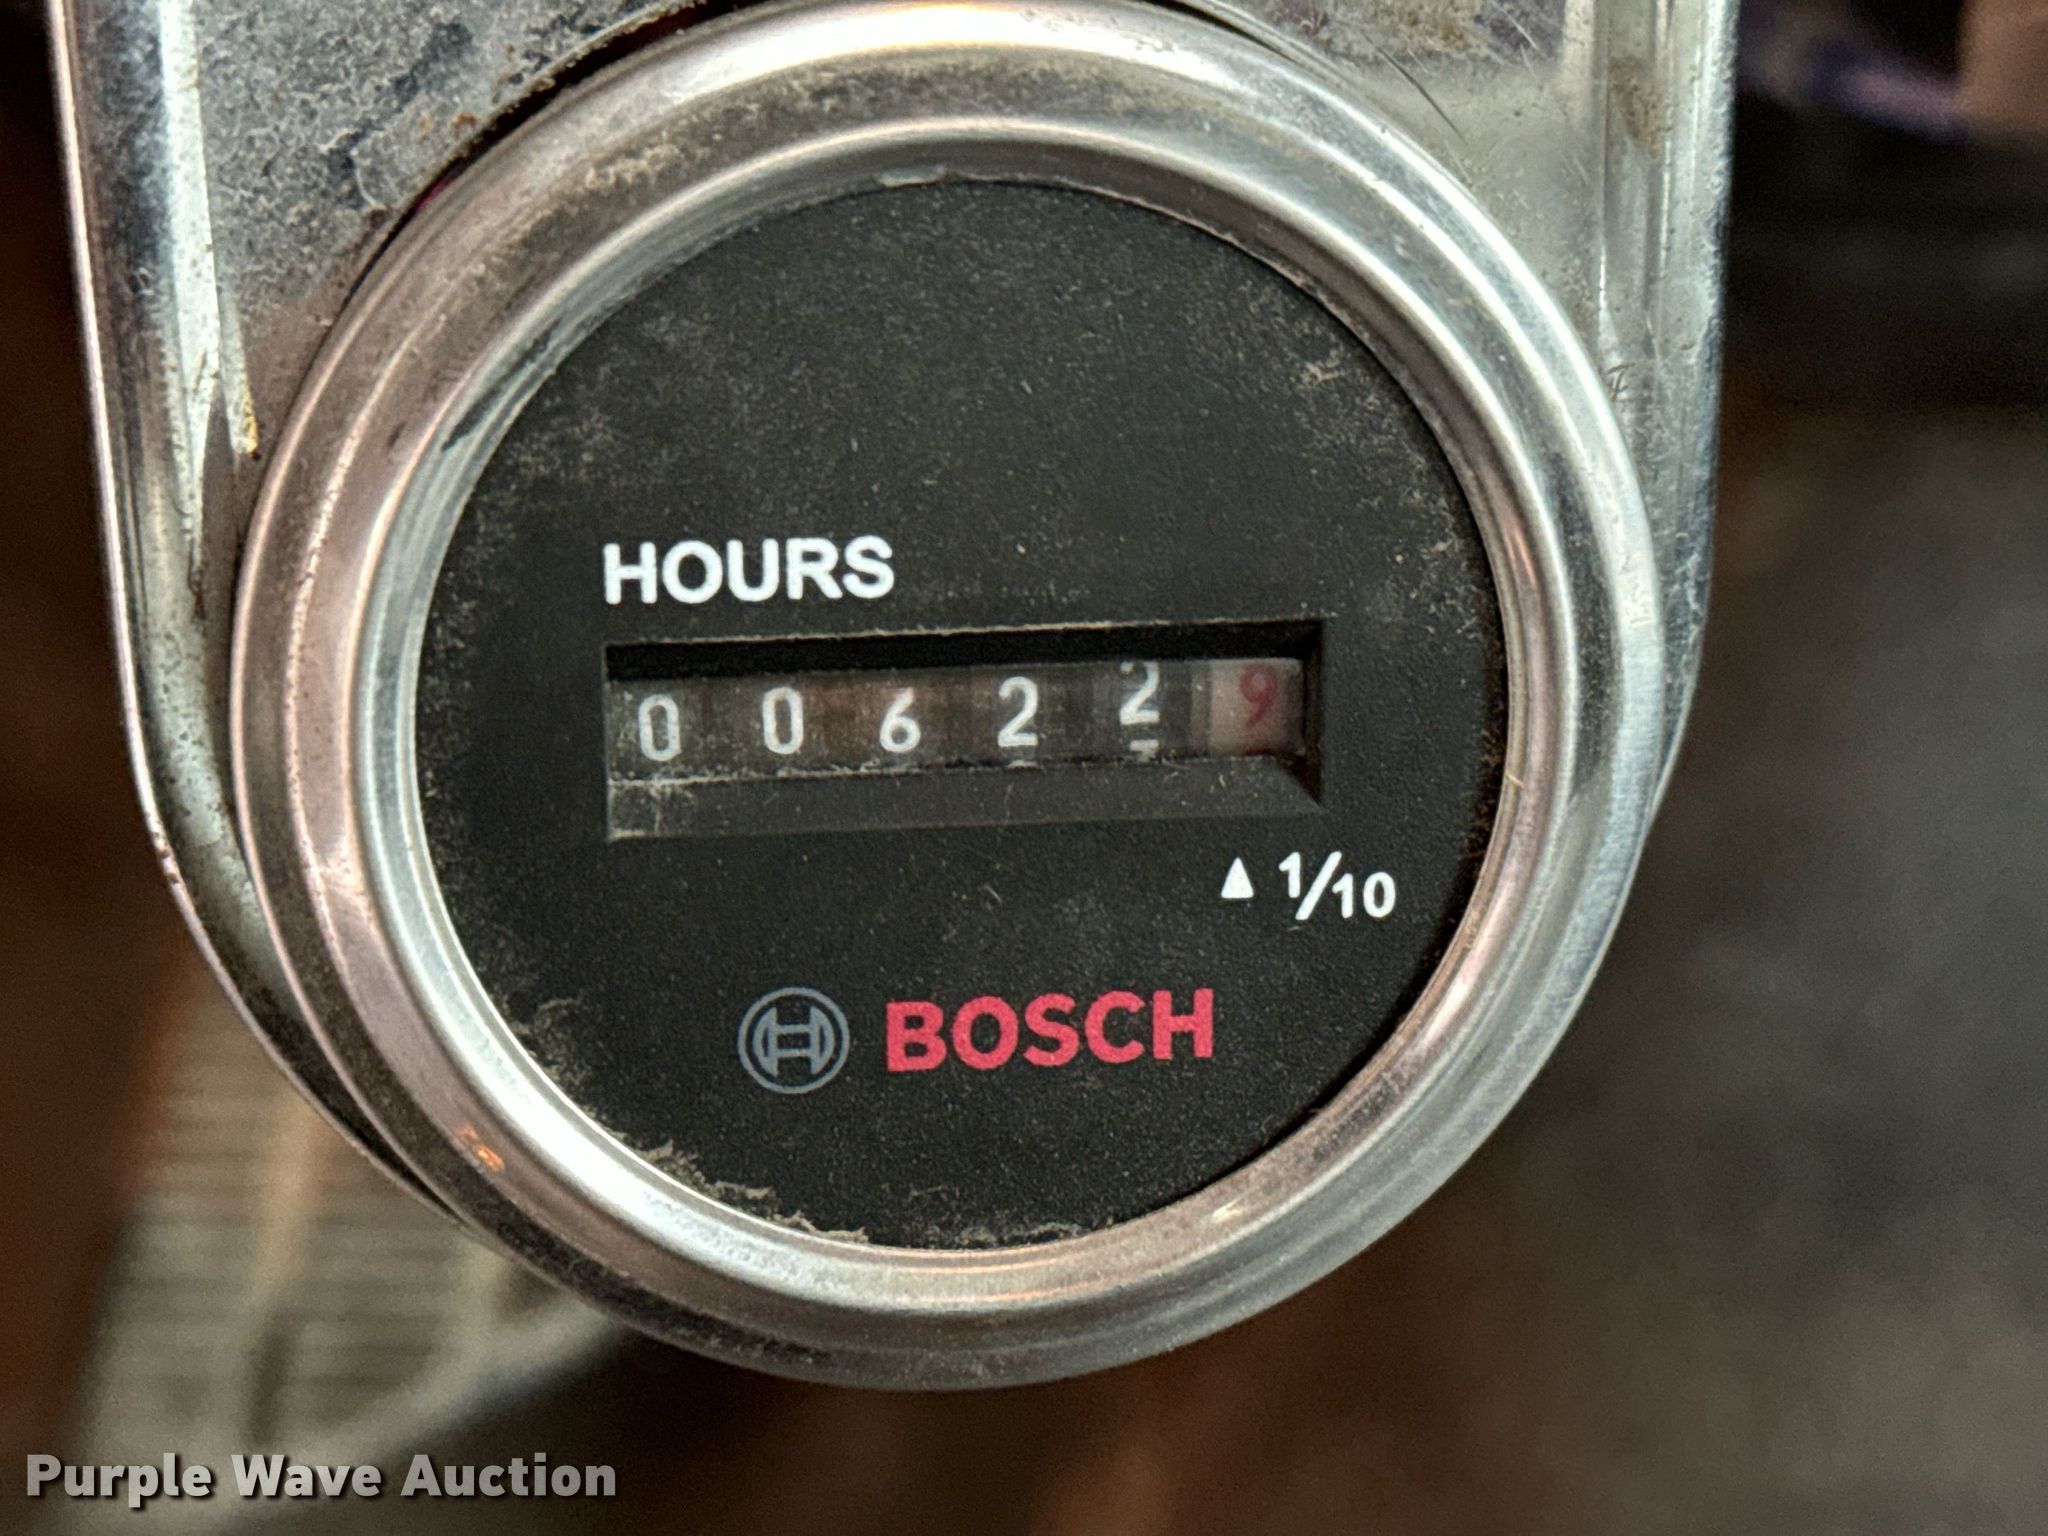 HOURS
0 0 6 2 2 9
▲ 1/10
BOSCH
Purple Wave Auction